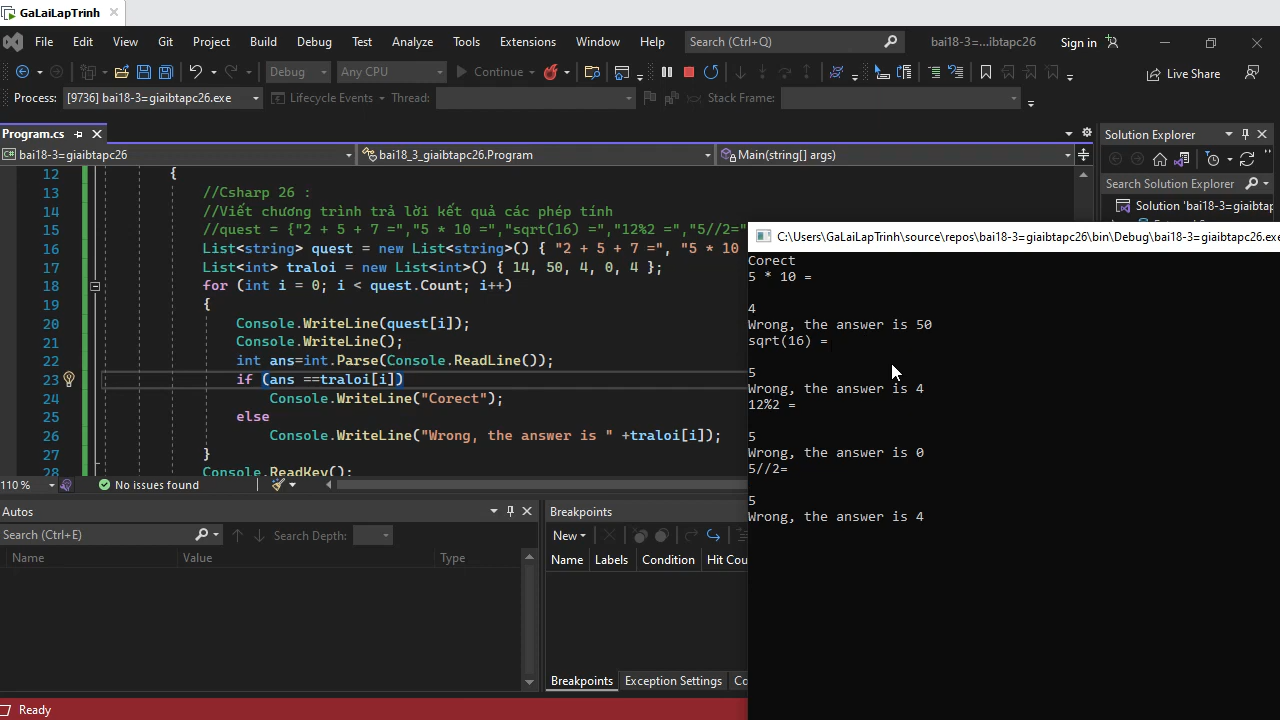 GaLaiLapTrinh
File Edit View Git Project Build Debug Test Analyze Tools Extensions Window Help Search (Ctrl+Q) bai18-3=...ibtapc26 Sign in
Debug Any CPU Continue Live Share
Process: [9736] bai18-3=giaibtapc26.exe Lifecycle Events Thread: Stack Frame:
Program.cs
bai18-3=giaibtapc26 bai18_3_giaibtapc26.Program Main(string[] args)
12 {
13 //Csharp 26 :
14 //Viết chương trình trả lời kết quả các phép tính
15 //quest = {"2 + 5 + 7 =","5 * 10 =","sqrt(16) =","12%2 =","5//2="
16 List<string> quest = new List<string>() { "2 + 5 + 7 =", "5 * 10
17 List<int> traloi = new List<int>() { 14, 50, 4, 0, 4 };
18 for (int i = 0; i < quest.Count; i++)
19 {
20 Console.WriteLine(quest[i]);
21 Console.WriteLine();
22 int ans=int.Parse(Console.ReadLine());
23 if (ans ==traloi[i])
24 Console.WriteLine("Corect");
25 else
26 Console.WriteLine("Wrong, the answer is " +traloi[i]);
27 }
28 Console.ReadKey();
110 % No issues found
Solution Explorer
Search Solution Explorer
Solution 'bai18-3=giaibtap
C:\Users\GaLaiLapTrinh\source\repos\bai18-3=giaibtapc26\bin\Debug\bai18-3=giaibtapc26.exe
Corect
5 * 10 =
4
Wrong, the answer is 50
sqrt(16) =
5
Wrong, the answer is 4
12%2 =
5
Wrong, the answer is 0
5//2=
5
Wrong, the answer is 4
Autos
Search (Ctrl+E) Search Depth:
Name Value Type
Breakpoints
New
Name Labels Condition Hit Cou
Breakpoints Exception Settings Co
Ready